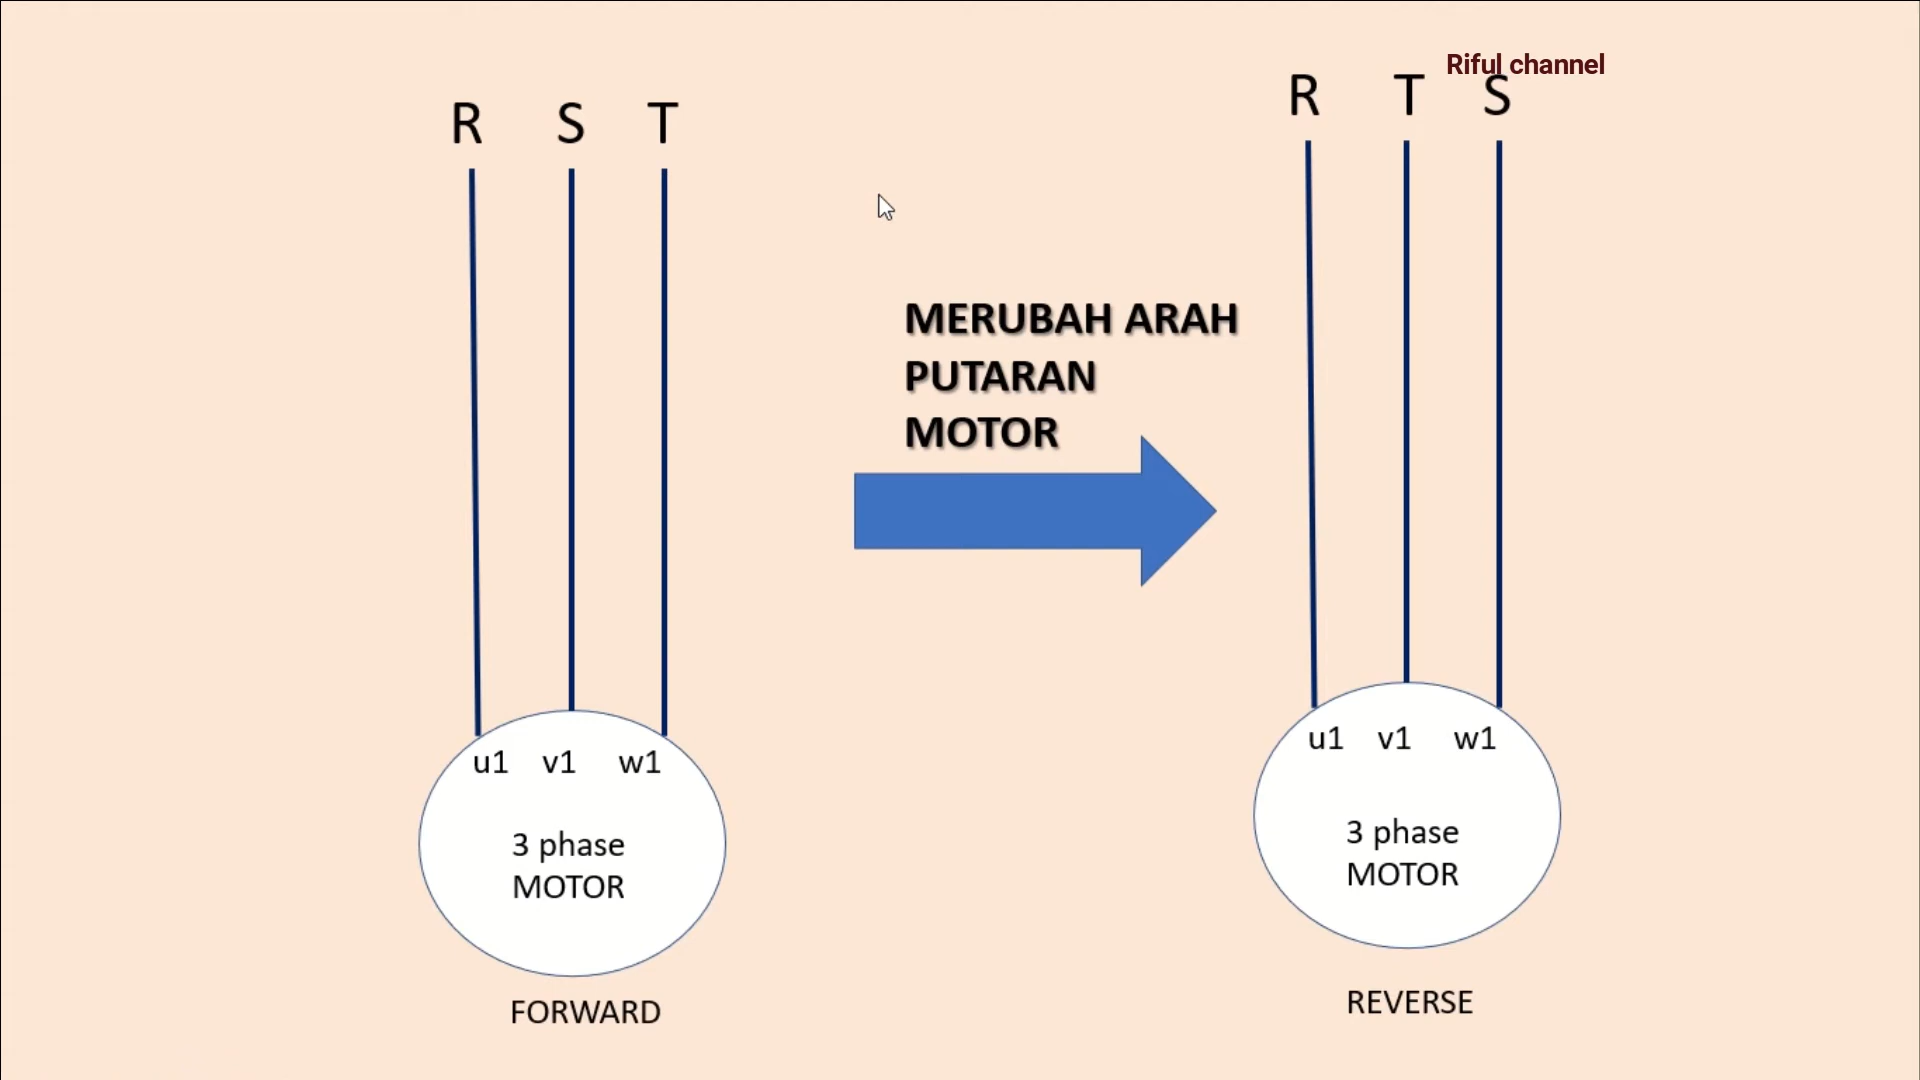 Riful channel
R S T
R T S
MERUBAH ARAH
PUTARAN
MOTOR
u1 v1 w1
3 phase
MOTOR
FORWARD
u1 v1 w1
3 phase
MOTOR
REVERSE